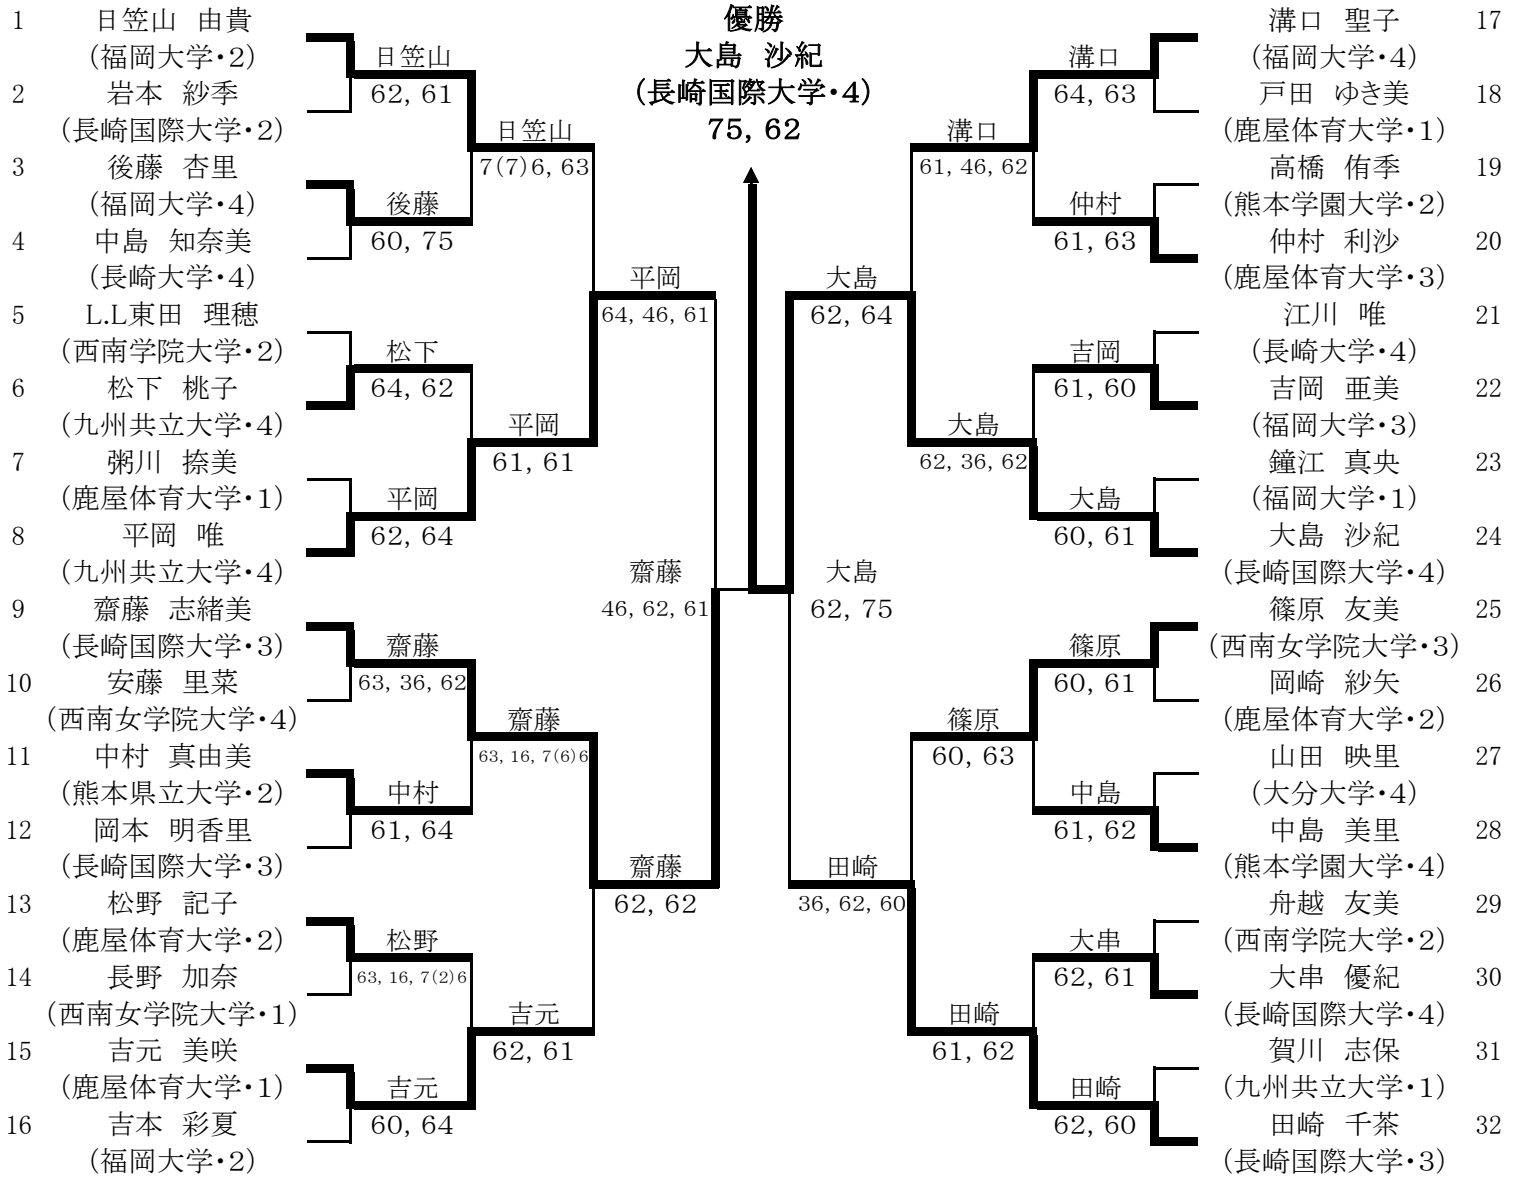 優勝
大島 沙紀
(長崎国際大学・4)
75, 62
1 日笠山 由貴
(福岡大学・2)
2 岩本 紗季
(長崎国際大学・2)
3 後藤 杏里
(福岡大学・4)
4 中島 知奈美
(長崎大学・4)
5 L.L東田 理穂
(西南学院大学・2)
6 松下 桃子
(九州共立大学・4)
7 粥川 捺美
(鹿屋体育大学・1)
8 平岡 唯
(九州共立大学・4)
9 齋藤 志緒美
(長崎国際大学・3)
10 安藤 里菜
(西南女学院大学・4)
11 中村 真由美
(熊本県立大学・2)
12 岡本 明香里
(長崎国際大学・3)
13 松野 記子
(鹿屋体育大学・2)
14 長野 加奈
(西南女学院大学・1)
15 吉元 美咲
(鹿屋体育大学・1)
16 吉本 彩夏
(福岡大学・2)
日笠山
62, 61
後藤
60, 75
松下
64, 62
平岡
62, 64
齋藤
63, 36, 62
中村
61, 64
松野
63, 16, 7(2)6
吉元
60, 64
日笠山
7(7)6, 63
平岡
61, 61
齋藤
63, 16, 7(6)6
吉元
62, 61
平岡
64, 46, 61
齋藤
62, 62
齋藤
46, 62, 61
大島
62, 75
大島
62, 64
田崎
36, 62, 60
溝口
61, 46, 62
大島
62, 36, 62
篠原
60, 63
田崎
61, 62
溝口
64, 63
仲村
61, 63
吉岡
61, 60
大島
60, 61
篠原
60, 61
中島
61, 62
大串
62, 61
田崎
62, 60
溝口 聖子 17
(福岡大学・4)
戸田 ゆき美 18
(鹿屋体育大学・1)
高橋 侑季 19
(熊本学園大学・2)
仲村 利沙 20
(鹿屋体育大学・3)
江川 唯 21
(長崎大学・4)
吉岡 亜美 22
(福岡大学・3)
鐘江 真央 23
(福岡大学・1)
大島 沙紀 24
(長崎国際大学・4)
篠原 友美 25
(西南女学院大学・3)
岡崎 紗矢 26
(鹿屋体育大学・2)
山田 映里 27
(大分大学・4)
中島 美里 28
(熊本学園大学・4)
舟越 友美 29
(西南学院大学・2)
大串 優紀 30
(長崎国際大学・4)
賀川 志保 31
(九州共立大学・1)
田崎 千茶 32
(長崎国際大学・3)